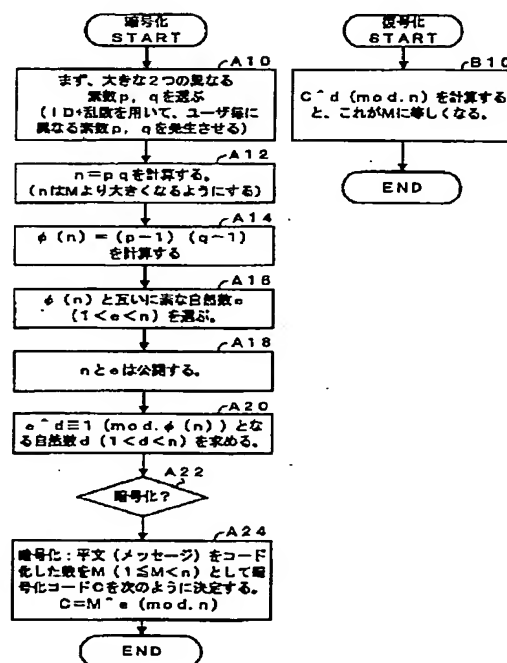 暗号化
START
A10
まず、大きな2つの異なる
素数p, qを選ぶ
(ID+乱数を用いて、ユーザ毎に
異なる素数p, qを発生させる)
A12
n=pqを計算する。
(nはMより大きくなるようにする)
A14
φ(n)=(p-1)(q-1)
を計算する
A16
φ(n)と互いに素な自然数e
(1<e<n)を選ぶ。
A18
nとeは公開する。
A20
e^d≡1(mod.φ(n))とな
る自然数d(1<d<n)を求める。
A22
暗号化?
A24
暗号化:平文(メッセージ)をコード
化した数をM(1≦M<n)として暗
号化コードCを次のように決定する。
C=M^e(mod.n)
END
復号化
START
B10
C^d(mod.n)を計算する
と、これがMに等しくなる。
END